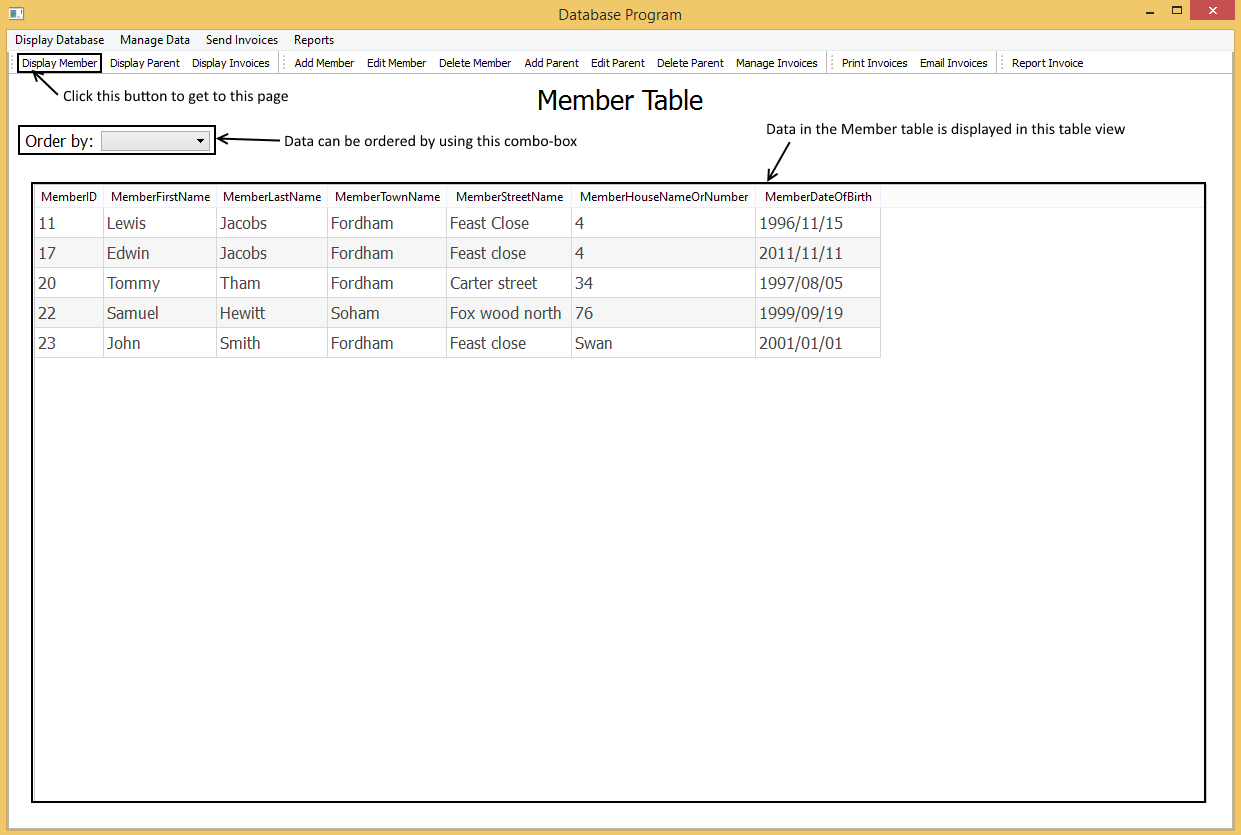 Database Program
Display Database Manage Data Send Invoices Reports
Display Member Display Parent Display Invoices Add Member Edit Member Delete Member Add Parent Edit Parent Delete Parent Manage Invoices Print Invoices Email Invoices Report Invoice
Click this button to get to this page
Member Table
Order by:
Data can be ordered by using this combo-box
Data in the Member table is displayed in this table view
MemberID MemberFirstName MemberLastName MemberTownName MemberStreetName MemberHouseNameOrNumber MemberDateOfBirth
11 Lewis Jacobs Fordham Feast Close 4 1996/11/15
17 Edwin Jacobs Fordham Feast close 4 2011/11/11
20 Tommy Tham Fordham Carter street 34 1997/08/05
22 Samuel Hewitt Soham Fox wood north 76 1999/09/19
23 John Smith Fordham Feast close Swan 2001/01/01